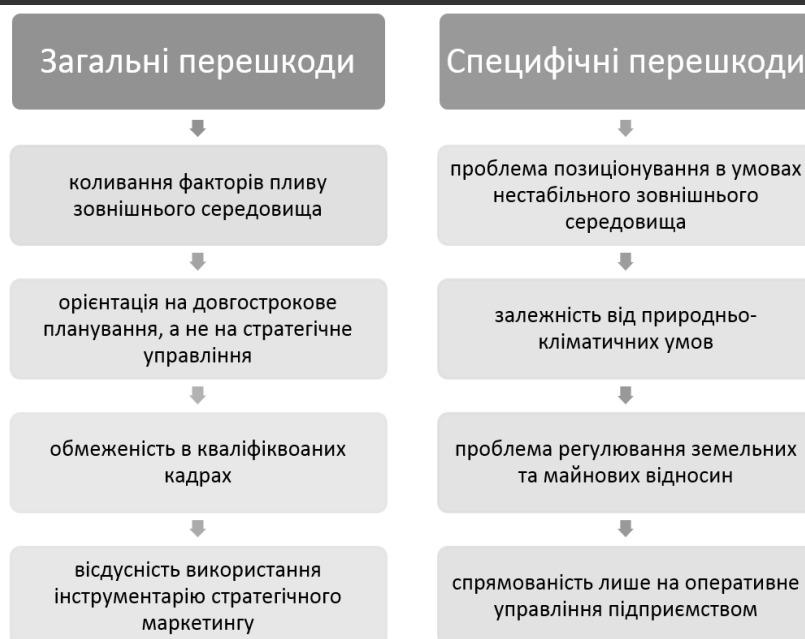 Загальні перешкоди
коливання факторів пливу
зовнішнього середовища
орієнтація на довгострокове
планування, а не на стратегічне
управління
обмеженість в кваліфіквоаних
кадрах
вісдусність використання
інструментарію стратегічного
маркетингу
Специфічні перешкоди
проблема позиціонування в умовах
нестабільного зовнішнього
середовища
залежність від природньо-
кліматичних умов
проблема регулювання земельних
та майнових відносин
спрямованість лише на оперативне
управління підприємством